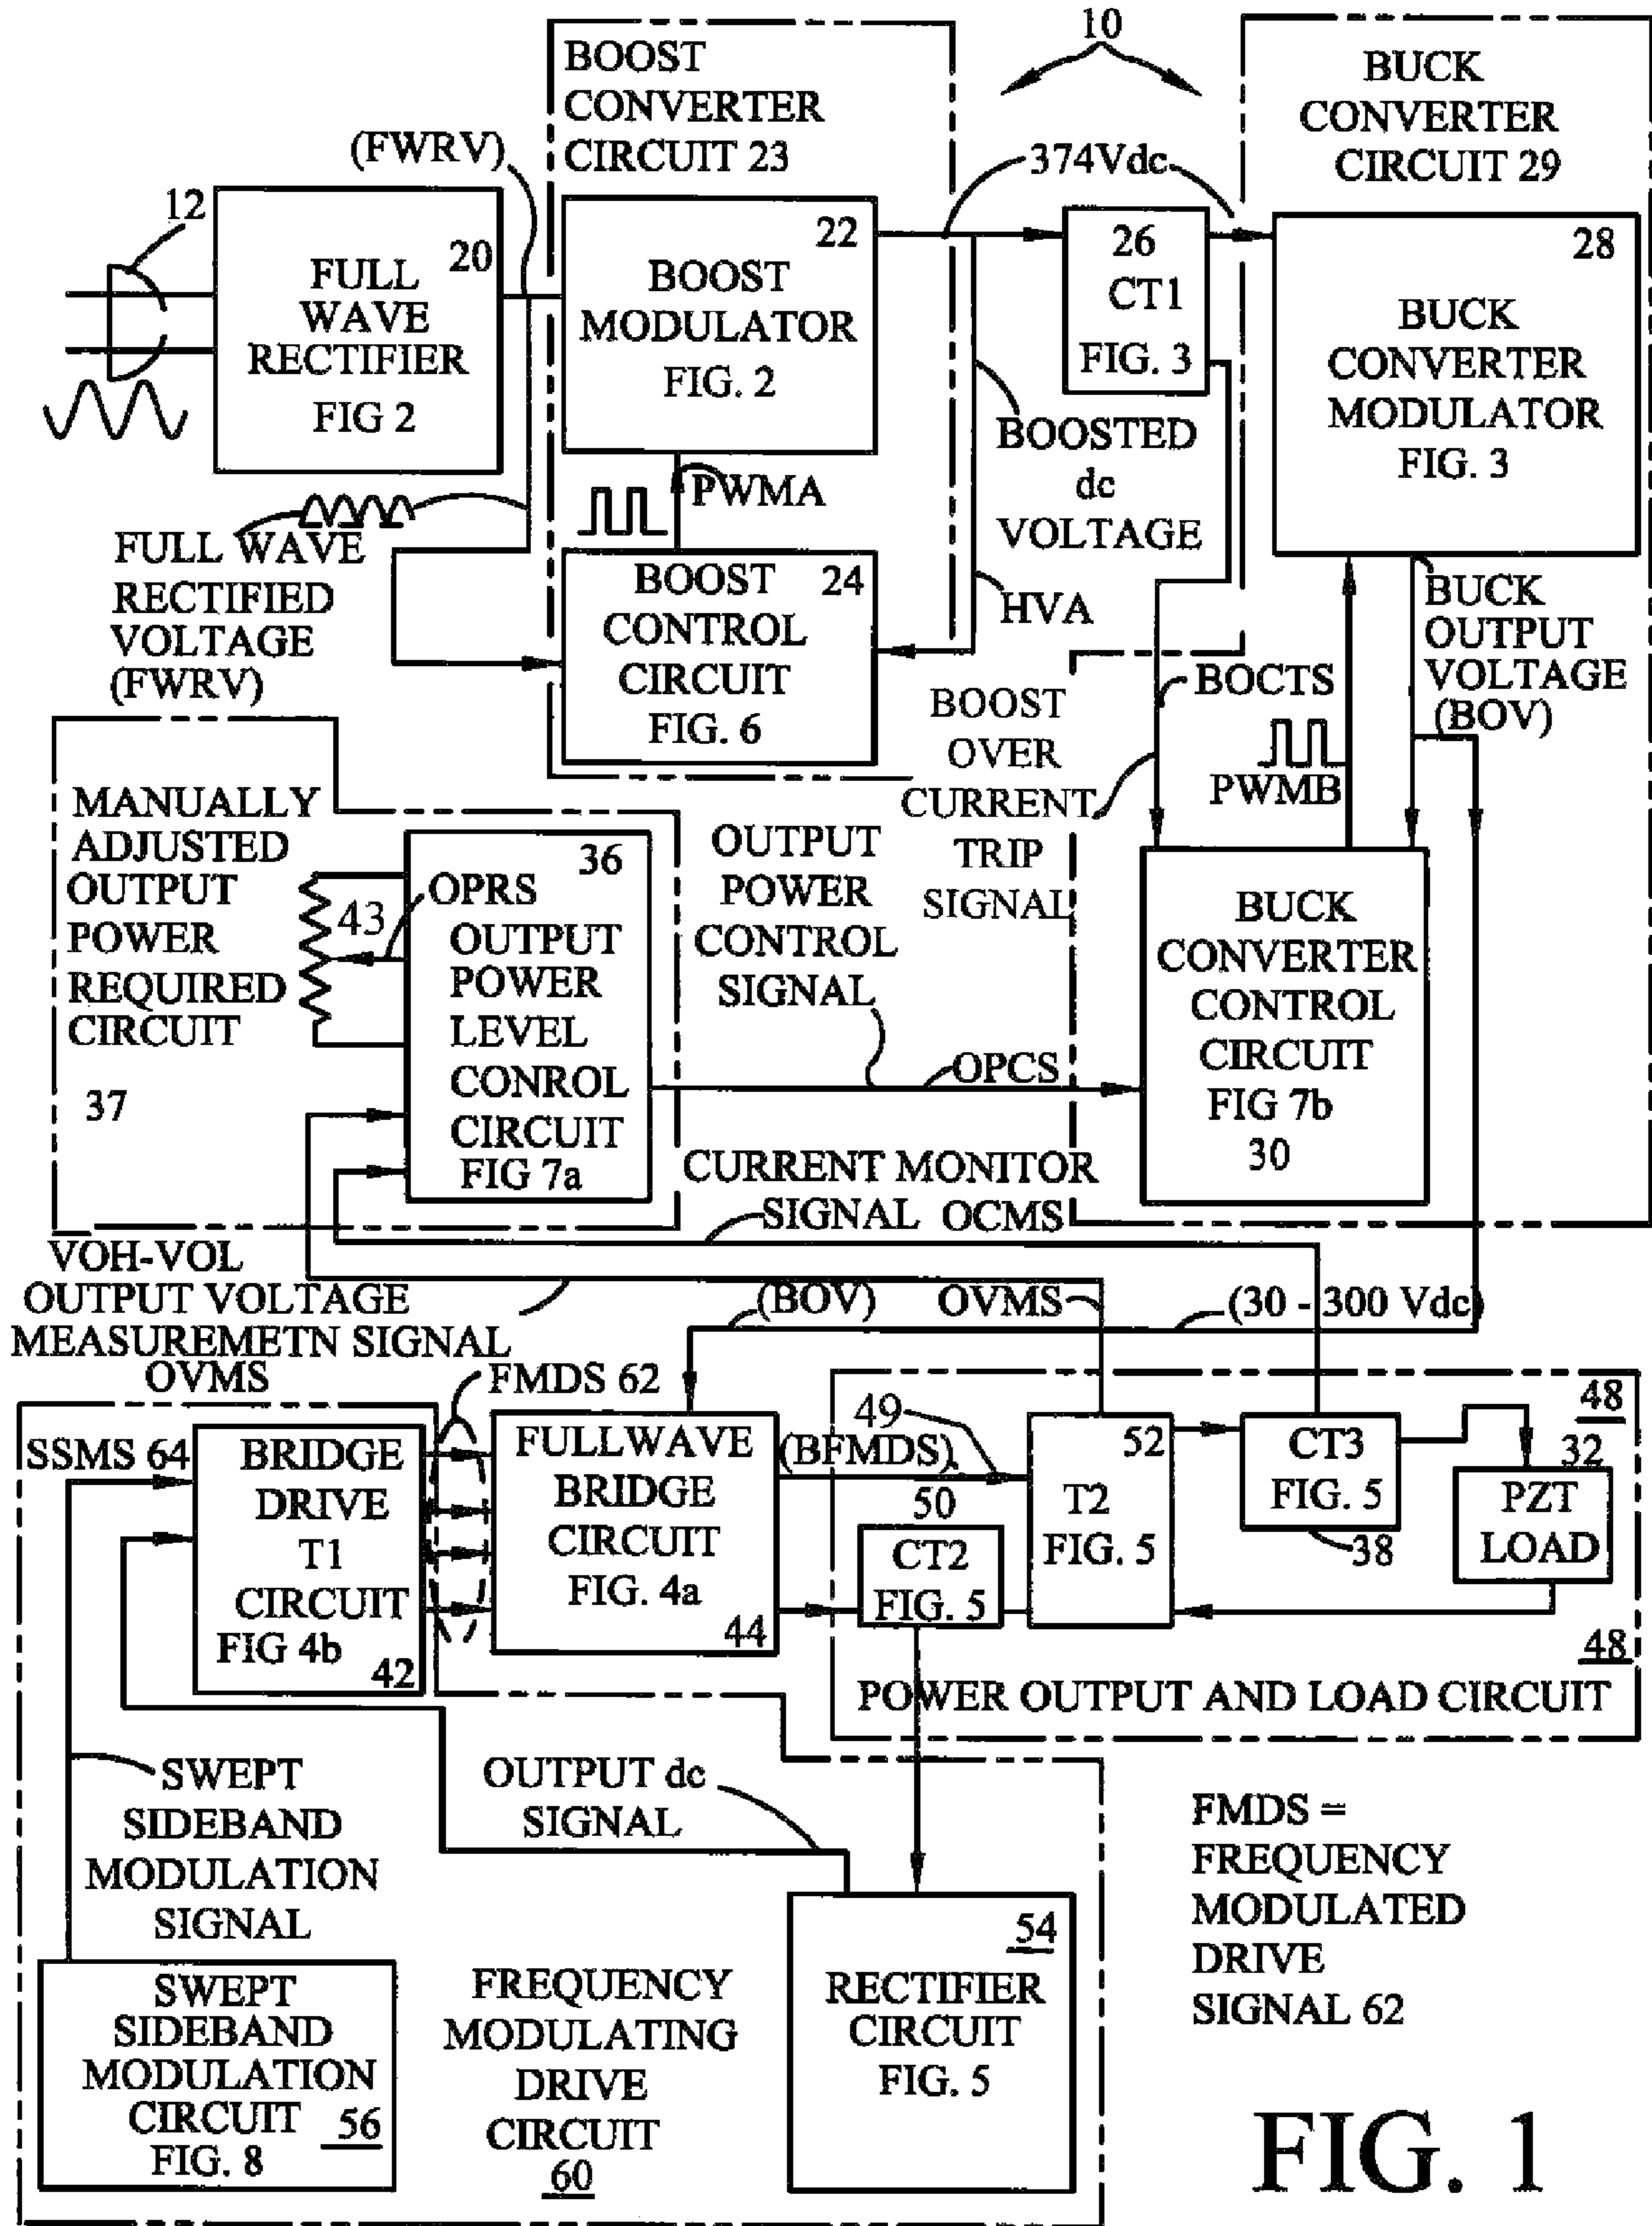 10
BOOST
CONVERTER
CIRCUIT 23
BUCK
CONVERTER
CIRCUIT 29
(FWRV)
374Vdc
12
20
FULL
WAVE
RECTIFIER
FIG 2
22
BOOST
MODULATOR
FIG. 2
26
CT1
FIG. 3
28
BUCK
CONVERTER
MODULATOR
FIG. 3
PWMA
BOOSTED
dc
VOLTAGE
HVA
FULL WAVE
RECTIFIED
VOLTAGE
(FWRV)
BOOST 24
CONTROL
CIRCUIT
FIG. 6
BUCK
OUTPUT
VOLTAGE
(BOV)
BOCTS
PWMB
BOOST
OVER
CURRENT
TRIP
SIGNAL
MANUALLY
ADJUSTED
OUTPUT
POWER
REQUIRED
CIRCUIT
37
43
36
OPRS
OUTPUT
POWER
LEVEL
CONROL
CIRCUIT
FIG 7a
OUTPUT
POWER
CONTROL
SIGNAL
OPCS
BUCK
CONVERTER
CONTROL
CIRCUIT
FIG 7b
30
CURRENT MONITOR
SIGNAL OCMS
VOH-VOL
OUTPUT VOLTAGE
MEASUREMETN SIGNAL
OVMS
(BOV)
OVMS
(30 - 300 Vdc)
FMDS 62
SSMS 64
BRIDGE
DRIVE
T1
CIRCUIT
FIG 4b
42
FULLWAVE
BRIDGE
CIRCUIT
FIG. 4a
44
49
(BFMDS)
50
CT2
FIG. 5
52
T2
FIG. 5
CT3
FIG. 5
38
48
32
PZT
LOAD
48
POWER OUTPUT AND LOAD CIRCUIT
SWEPT
SIDEBAND
MODULATION
SIGNAL
OUTPUT dc
SIGNAL
FMDS =
FREQUENCY
MODULATED
DRIVE
SIGNAL 62
SWEPT
SIDEBAND
MODULATION
CIRCUIT 56
FIG. 8
FREQUENCY
MODULATING
DRIVE
CIRCUIT
60
54
RECTIFIER
CIRCUIT
FIG. 5
FIG. 1